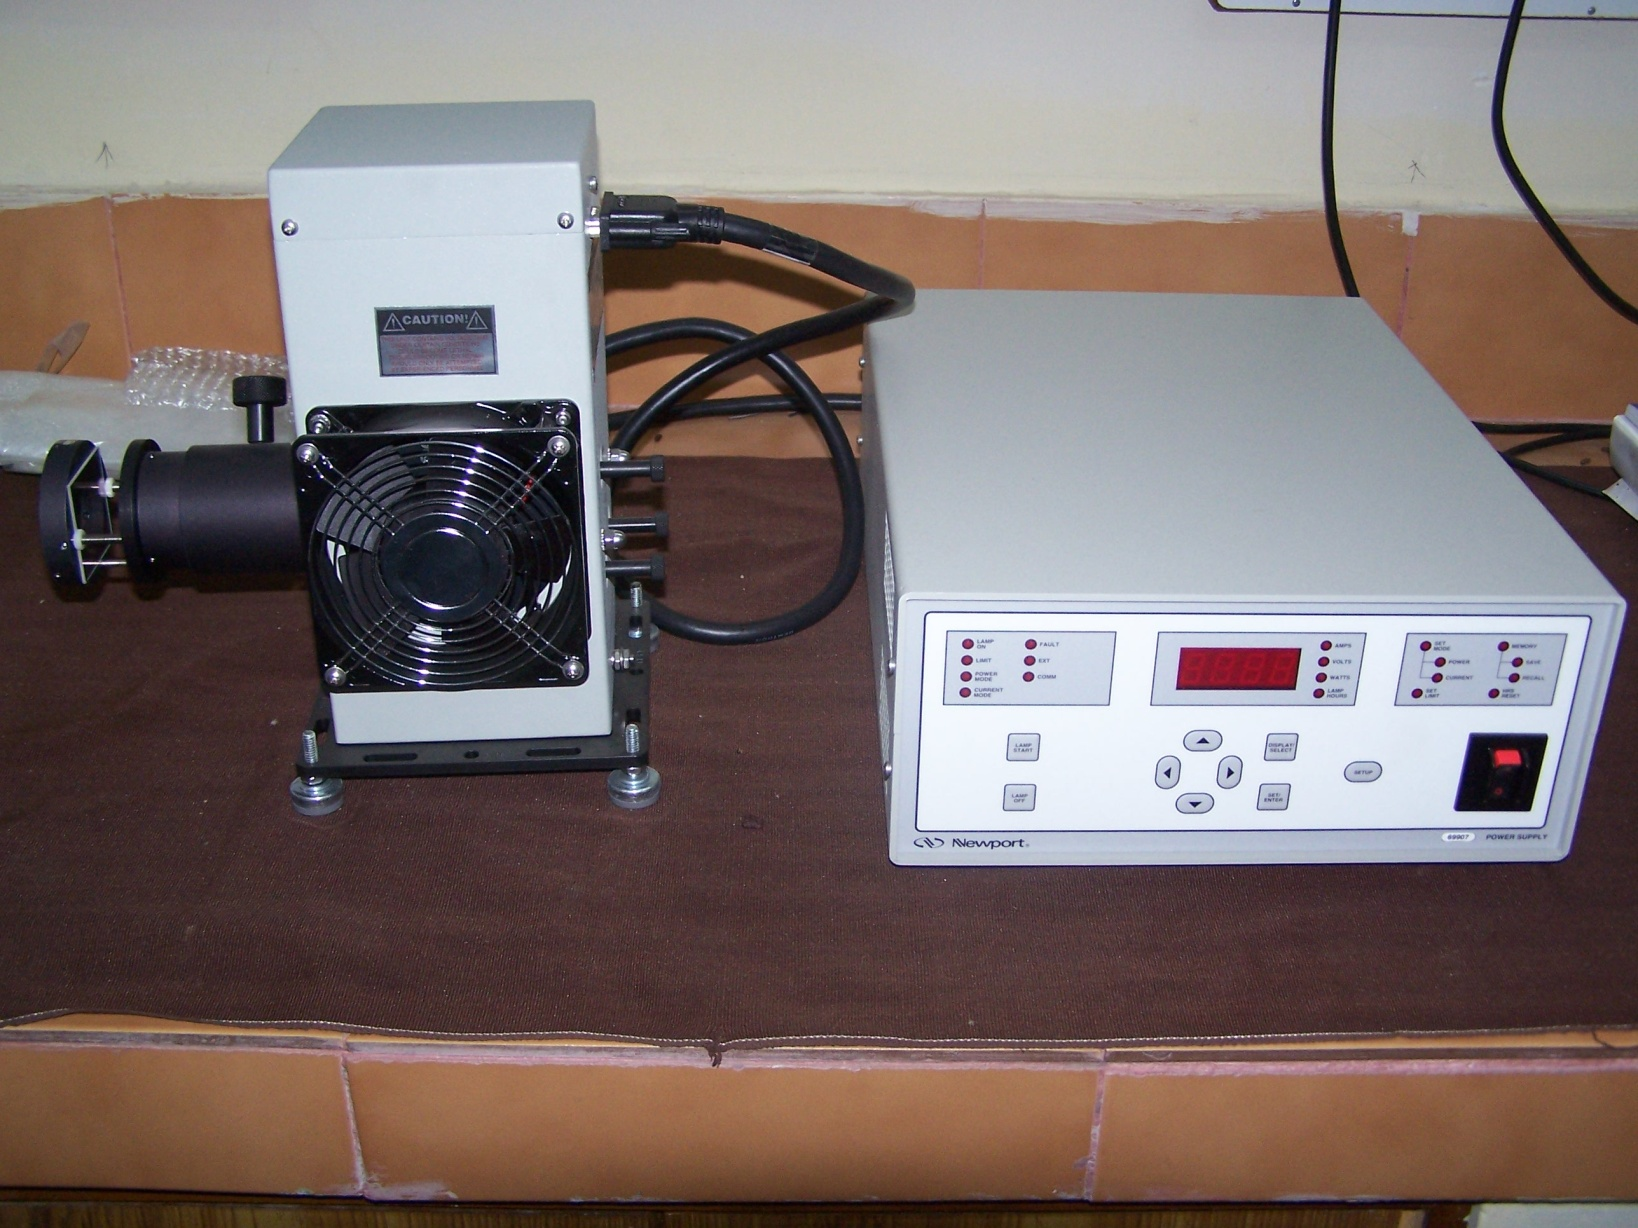 CAUTION!
LAMP
ON
LIMIT
POWER
MODE
CURRENT
MODE
FAULT
EXT
COMM
AMPS
VOLTS
WATTS
LAMP
HOURS
SET
MODE
POWER
CURRENT
SET
LIMIT
MEMORY
SAVE
RECALL
HRS
RESET
LAMP
START
LAMP
OFF
DISPLAY/
SELECT
SET/
ENTER
SETUP
Newport
69907 POWER SUPPLY